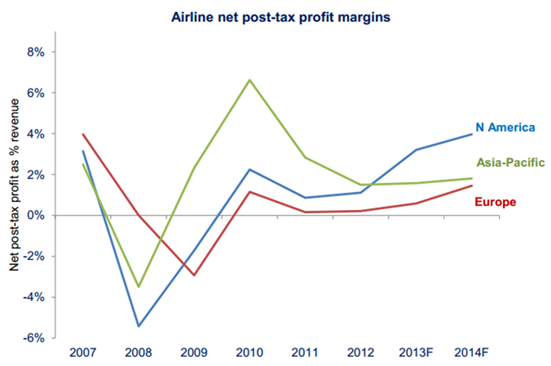 Airline net post-tax profit margins
Net post-tax profit as % revenue
8%
6%
4%
2%
0%
-2%
-4%
-6%
N America
Asia-Pacific
Europe
2007 2008 2009 2010 2011 2012 2013F 2014F